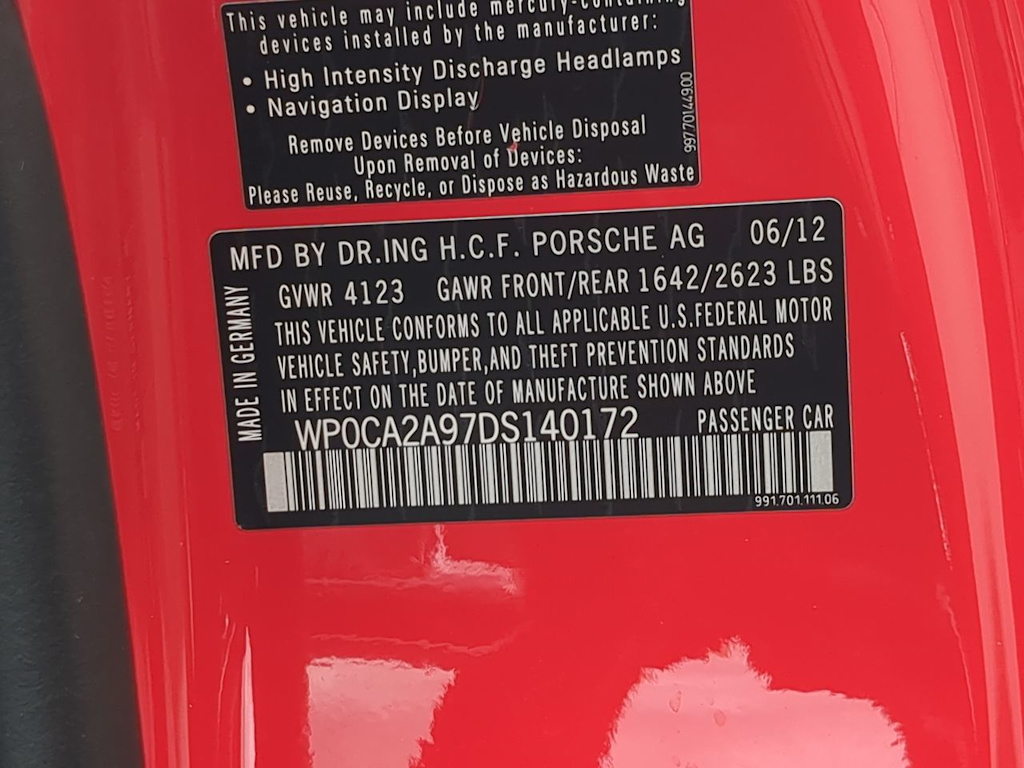 This vehicle may include mercury-containing
devices installed by the manufacturer:
• High Intensity Discharge Headlamps
• Navigation Display
Remove Devices Before Vehicle Disposal
Upon Removal of Devices:
Please Reuse, Recycle, or Dispose as Hazardous Waste
997.701.449.00
MFD BY DR.ING H.C.F. PORSCHE AG 06/12
GVWR 4123 GAWR FRONT/REAR 1642/2623 LBS
THIS VEHICLE CONFORMS TO ALL APPLICABLE U.S.FEDERAL MOTOR
VEHICLE SAFETY,BUMPER,AND THEFT PREVENTION STANDARDS
IN EFFECT ON THE DATE OF MANUFACTURE SHOWN ABOVE
MADE IN GERMANY
WP0CA2A97DS140172 PASSENGER CAR
991.701.111.06